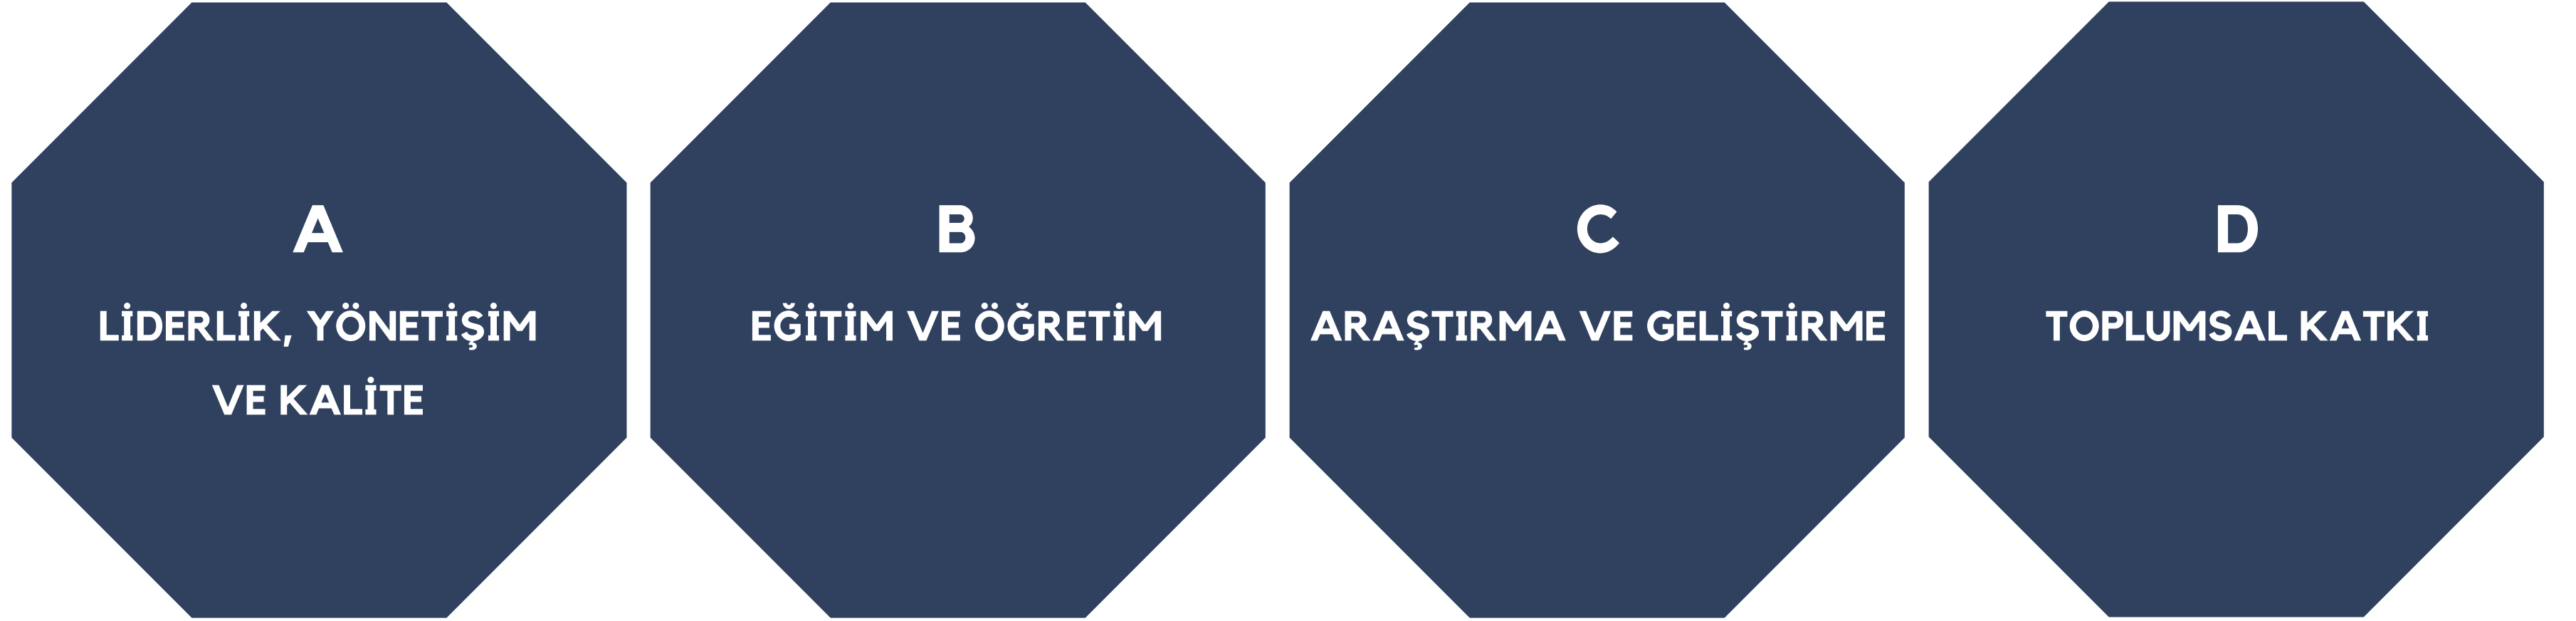 A
LİDERLİK, YÖNETİŞİM
VE KALİTE
B
EĞİTİM VE ÖĞRETİM
C
ARAŞTIRMA VE GELİŞTİRME
D
TOPLUMSAL KATKI